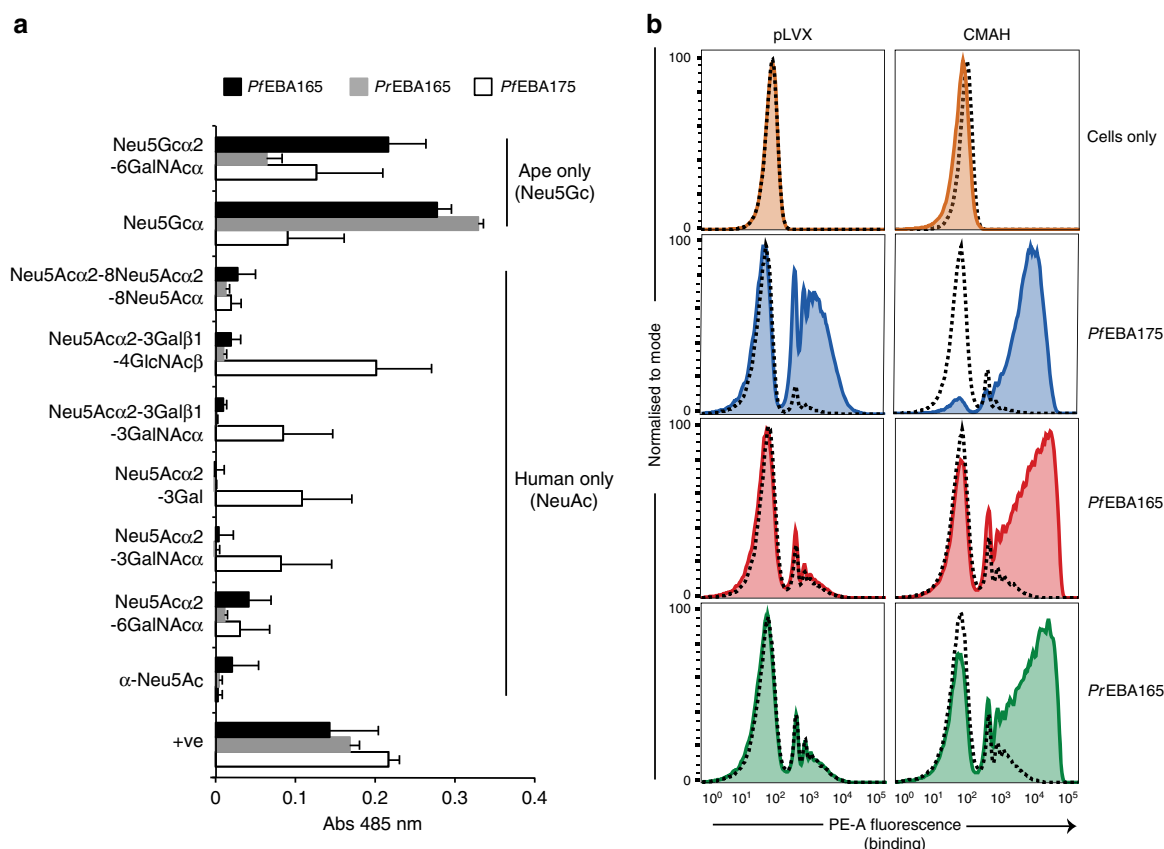 a
PfEBA165 PrEBA165 PfEBA175
Neu5Gcα2
-6GalNAcα
Neu5Gcα
Neu5Acα2-8Neu5Acα2
-8Neu5Acα
Neu5Acα2-3Galβ1
-4GlcNAcβ
Neu5Acα2-3Galβ1
-3GalNAcα
Neu5Acα2
-3Gal
Neu5Acα2
-3GalNAcα
Neu5Acα2
-6GalNAcα
α-Neu5Ac
+ve
Ape only
(Neu5Gc)
Human only
(NeuAc)
0 0.1 0.2 0.3 0.4
Abs 485 nm
b
pLVX CMAH
100
0
Cells only
100
0
PfEBA175
100
0
PfEBA165
100
0
PrEBA165
Normalised to mode
10⁰ 10¹ 10² 10³ 10⁴ 10⁵ 10⁰ 10¹ 10² 10³ 10⁴ 10⁵
PE-A fluorescence
(binding)